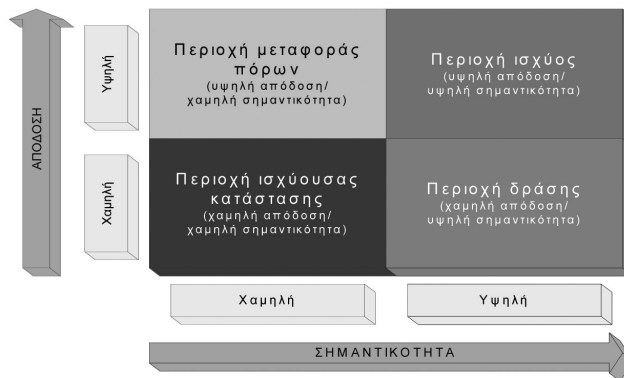 ΑΠΟΔΟΣΗ
Υψηλή
Χαμηλή
Περιοχή μεταφοράς
πόρων
(υψηλή απόδοση/
χαμηλή σημαντικότητα)
Περιοχή ισχύος
(υψηλή απόδοση/
υψηλή σημαντικότητα)
Περιοχή ισχύουσας
κατάστασης
(χαμηλή απόδοση/
χαμηλή σημαντικότητα)
Περιοχή δράσης
(χαμηλή απόδοση/
υψηλή σημαντικότητα)
Χαμηλή
Υψηλή
ΣΗΜΑΝΤΙΚΟΤΗΤΑ